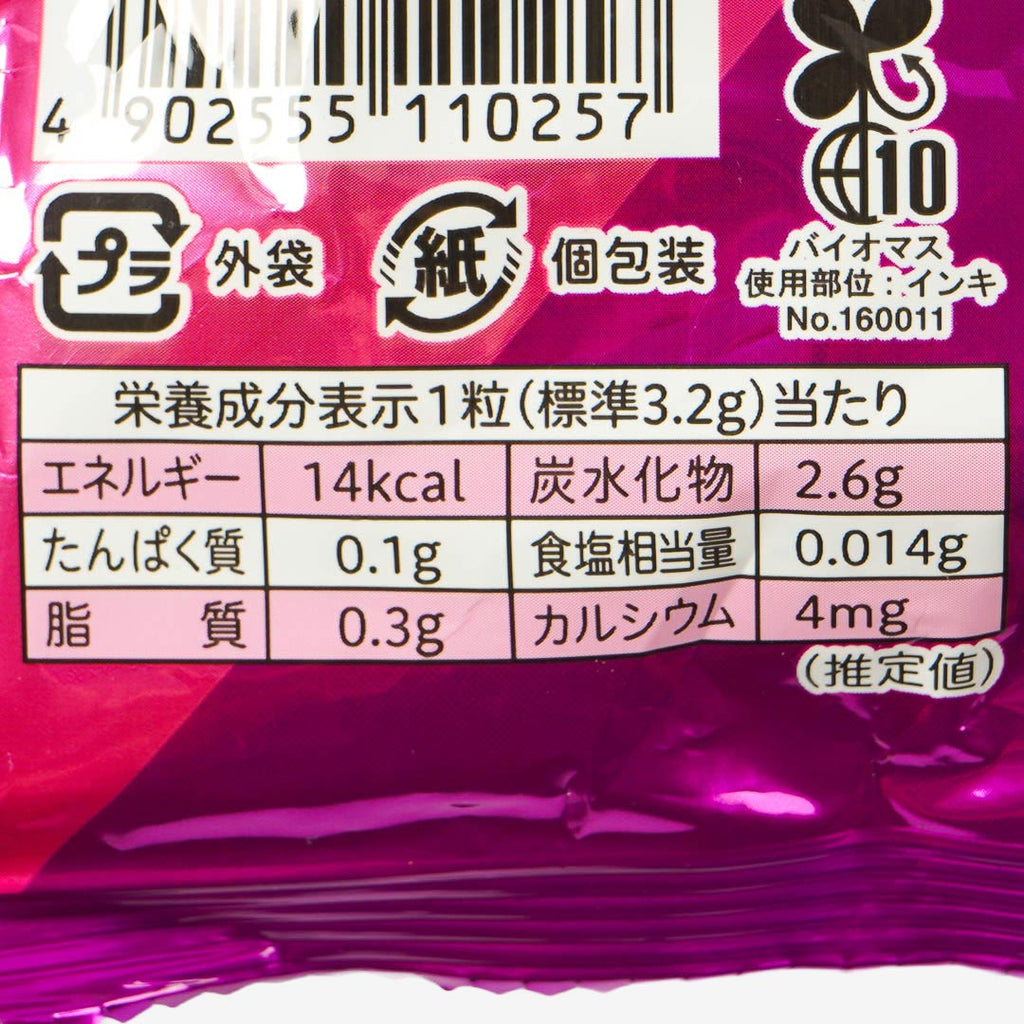 4 902555 110257
10
バイオマス
使用部位：インキ
No.160011
プラ 外袋
紙 個包装
栄養成分表示1粒(標準3.2g)当たり
エネルギー 14kcal 炭水化物 2.6g
たんぱく質 0.1g 食塩相当量 0.014g
脂質 0.3g カルシウム 4mg
(推定値)